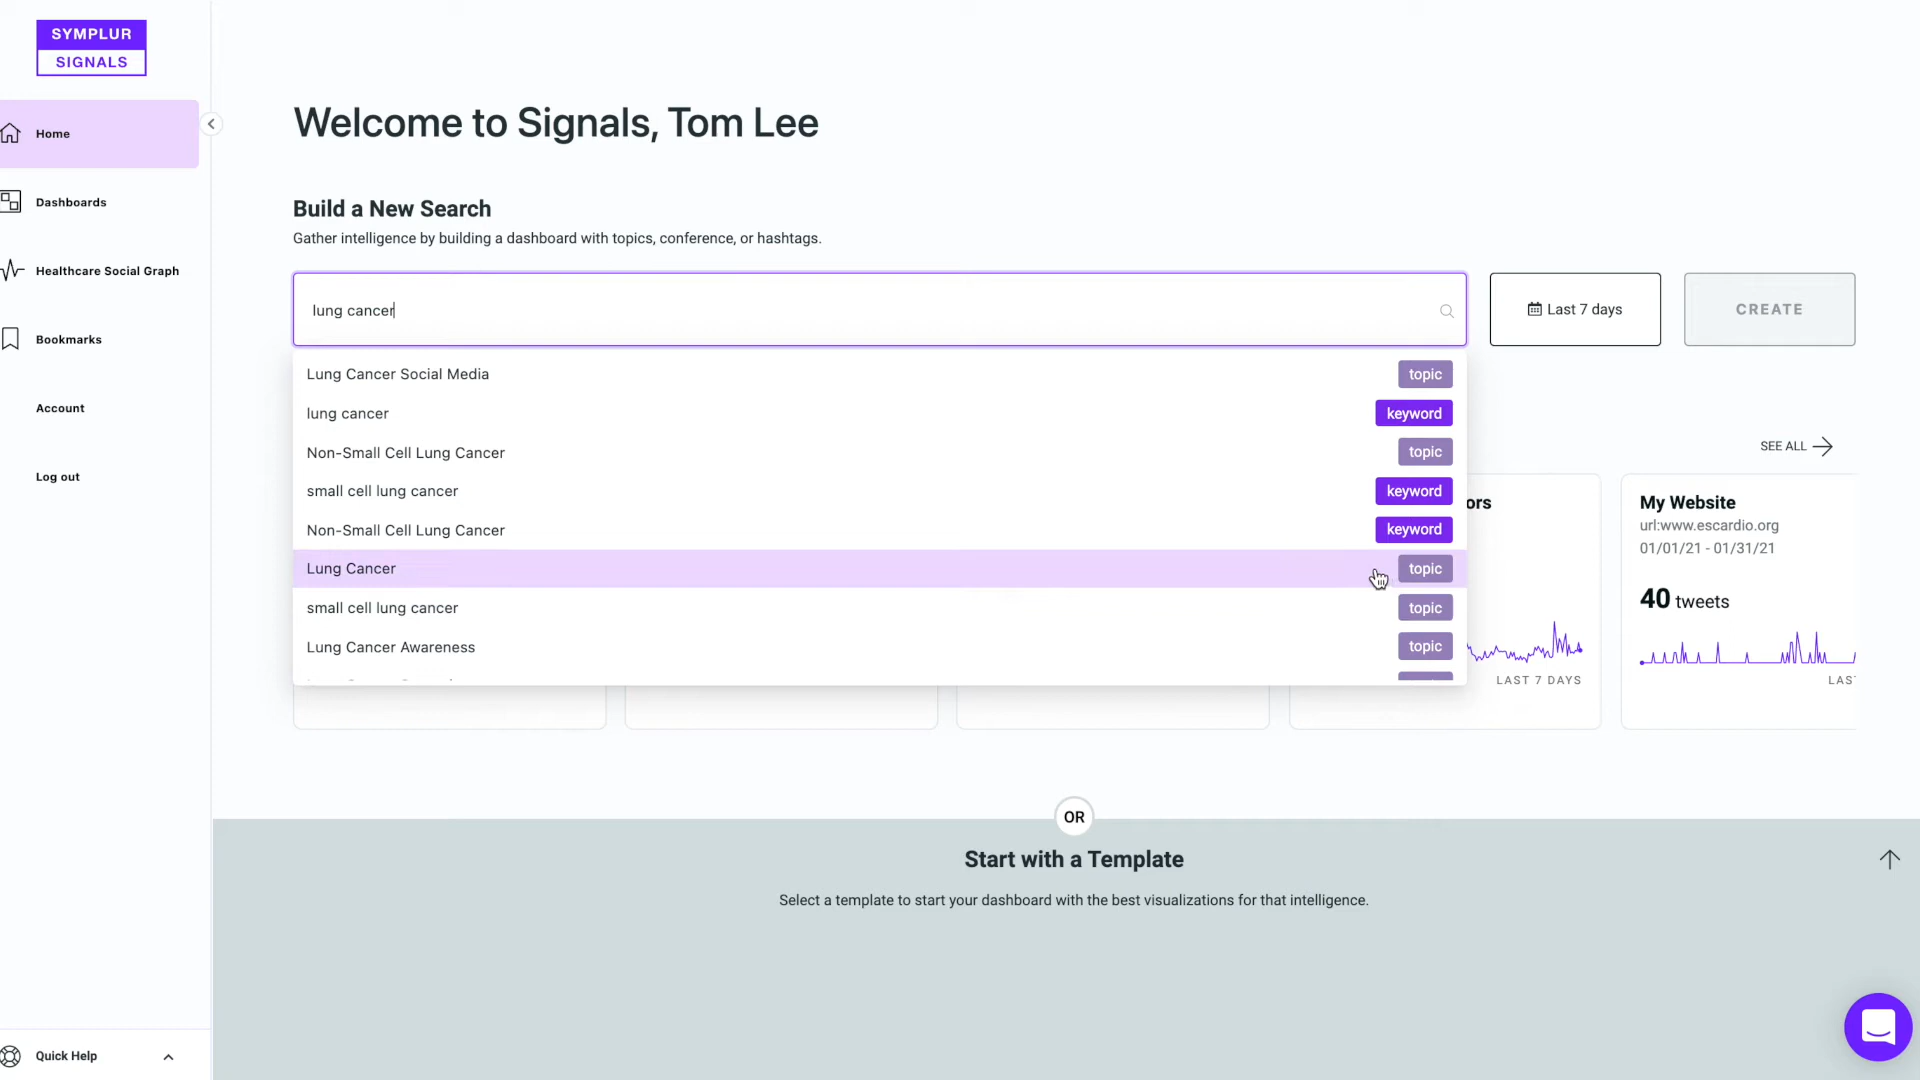 SYMPLUR
SIGNALS
Home
Dashboards
Healthcare Social Graph
Bookmarks
Account
Log out
Quick Help
Welcome to Signals, Tom Lee
Build a New Search
Gather intelligence by building a dashboard with topics, conference, or hashtags.
lung cancer
Last 7 days
CREATE
Lung Cancer Social Media topic
lung cancer keyword
Non-Small Cell Lung Cancer topic
small cell lung cancer keyword
Non-Small Cell Lung Cancer keyword
Lung Cancer topic
small cell lung cancer topic
Lung Cancer Awareness topic
SEE ALL
ors
LAST 7 DAYS
My Website
url:www.escardio.org
01/01/21 - 01/31/21
40 tweets
LAS
OR
Start with a Template
Select a template to start your dashboard with the best visualizations for that intelligence.